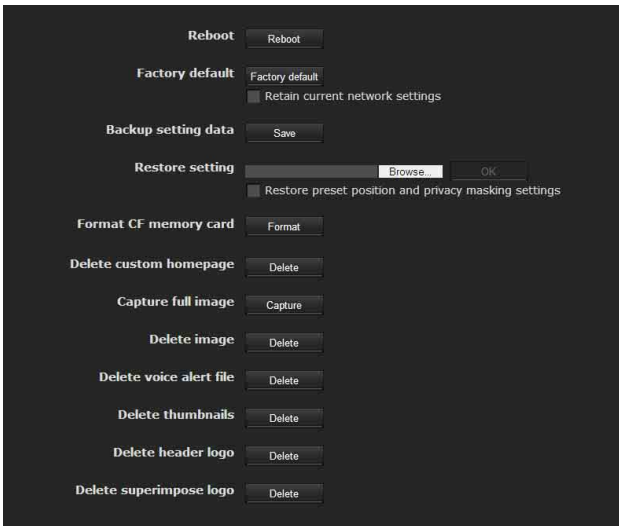 Reboot Reboot
Factory default Factory default
Retain current network settings
Backup setting data Save
Restore setting Browse... OK
Restore preset position and privacy masking settings
Format CF memory card Format
Delete custom homepage Delete
Capture full image Capture
Delete image Delete
Delete voice alert file Delete
Delete thumbnails Delete
Delete header logo Delete
Delete superimpose logo Delete